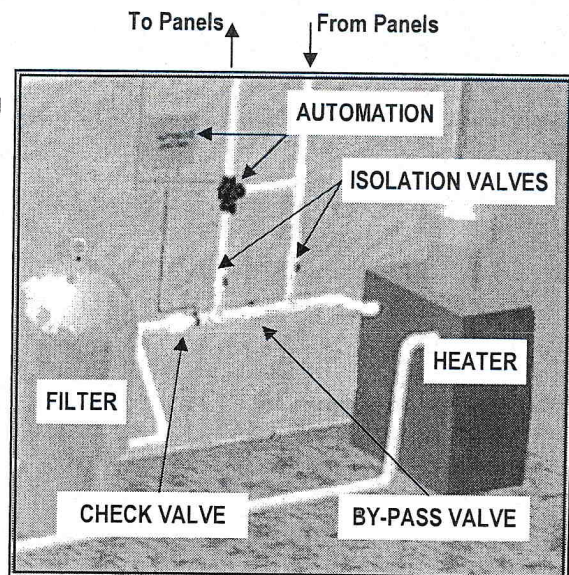 To Panels From Panels
AUTOMATION
ISOLATION VALVES
HEATER
FILTER
CHECK VALVE
BY-PASS VALVE